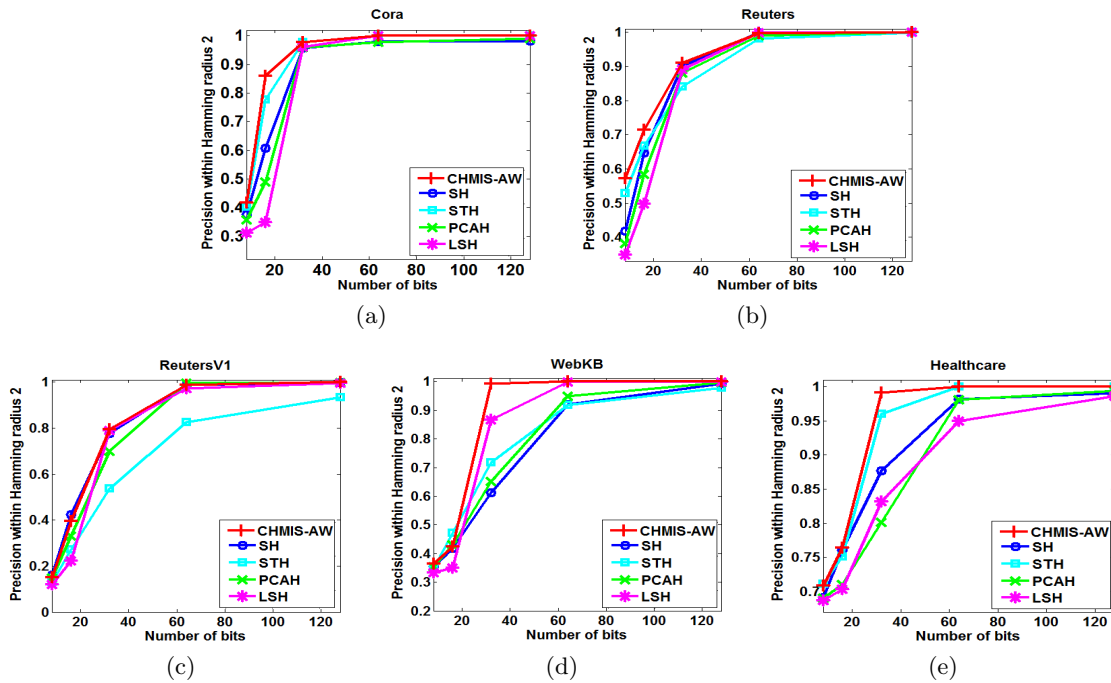 Cora
Precision within Hamming radius 2
1
0.9
0.8
0.7
0.6
0.5
0.4
0.3
20 40 60 80 100 120
Number of bits
CHMIS-AW
SH
STH
PCAH
LSH
(a)
Reuters
Precision within Hamming radius 2
1
0.9
0.8
0.7
0.6
0.5
0.4
20 40 60 80 100 120
Number of bits
CHMIS-AW
SH
STH
PCAH
LSH
(b)
ReutersV1
Precision within Hamming radius 2
1
0.8
0.6
0.4
0.2
0
20 40 60 80 100 120
Number of bits
CHMIS-AW
SH
STH
PCAH
LSH
(c)
WebKB
Precision within Hamming radius 2
1
0.9
0.8
0.7
0.6
0.5
0.4
0.3
0.2
20 40 60 80 100 120
Number of bits
CHMIS-AW
SH
STH
PCAH
LSH
(d)
Healthcare
Precision within Hamming radius 2
1
0.95
0.9
0.85
0.8
0.75
0.7
20 40 60 80 100 120
Number of bits
CHMIS-AW
SH
STH
PCAH
LSH
(e)